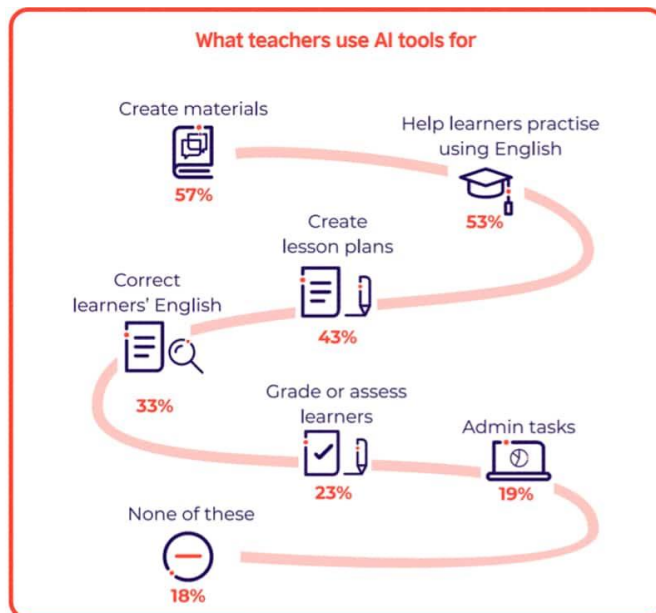 What teachers use AI tools for
Create materials
57%
Help learners practise
using English
53%
Create
lesson plans
43%
Correct
learners' English
33%
Grade or assess
learners
23%
Admin tasks
19%
None of these
18%